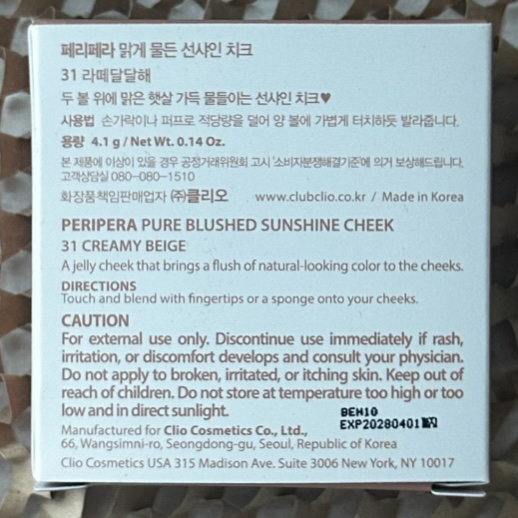 페리페라 맑게 물든 선샤인 치크
31 라떼달달해
두 볼 위에 맑은 햇살 가득 물들이는 선샤인 치크♥
사용법 손가락이나 퍼프로 적당량을 덜어 양 볼에 가볍게 터치하듯 발라줍니다.
용량 4.1 g / Net Wt. 0.14 Oz.
본 제품에 이상이 있을 경우 공정거래위원회 고시 '소비자분쟁해결기준'에 의거 보상해드립니다.
고객상담실 080-080-1510
화장품책임판매업자 ㈜클리오 www.clubclio.co.kr / Made in Korea
PERIPERA PURE BLUSHED SUNSHINE CHEEK
31 CREAMY BEIGE
A jelly cheek that brings a flush of natural-looking color to the cheeks.
DIRECTIONS
Touch and blend with fingertips or a sponge onto your cheeks.
CAUTION
For external use only. Discontinue use immediately if rash,
irritation, or discomfort develops and consult your physician.
Do not apply to broken, irritated, or itching skin. Keep out of
reach of children. Do not store at temperature too high or too
low and in direct sunlight.
BEH10
EXP20280401
Manufactured for Clio Cosmetics Co., Ltd.,
66, Wangsimni-ro, Seongdong-gu, Seoul, Republic of Korea
Clio Cosmetics USA 315 Madison Ave. Suite 3006 New York, NY 10017